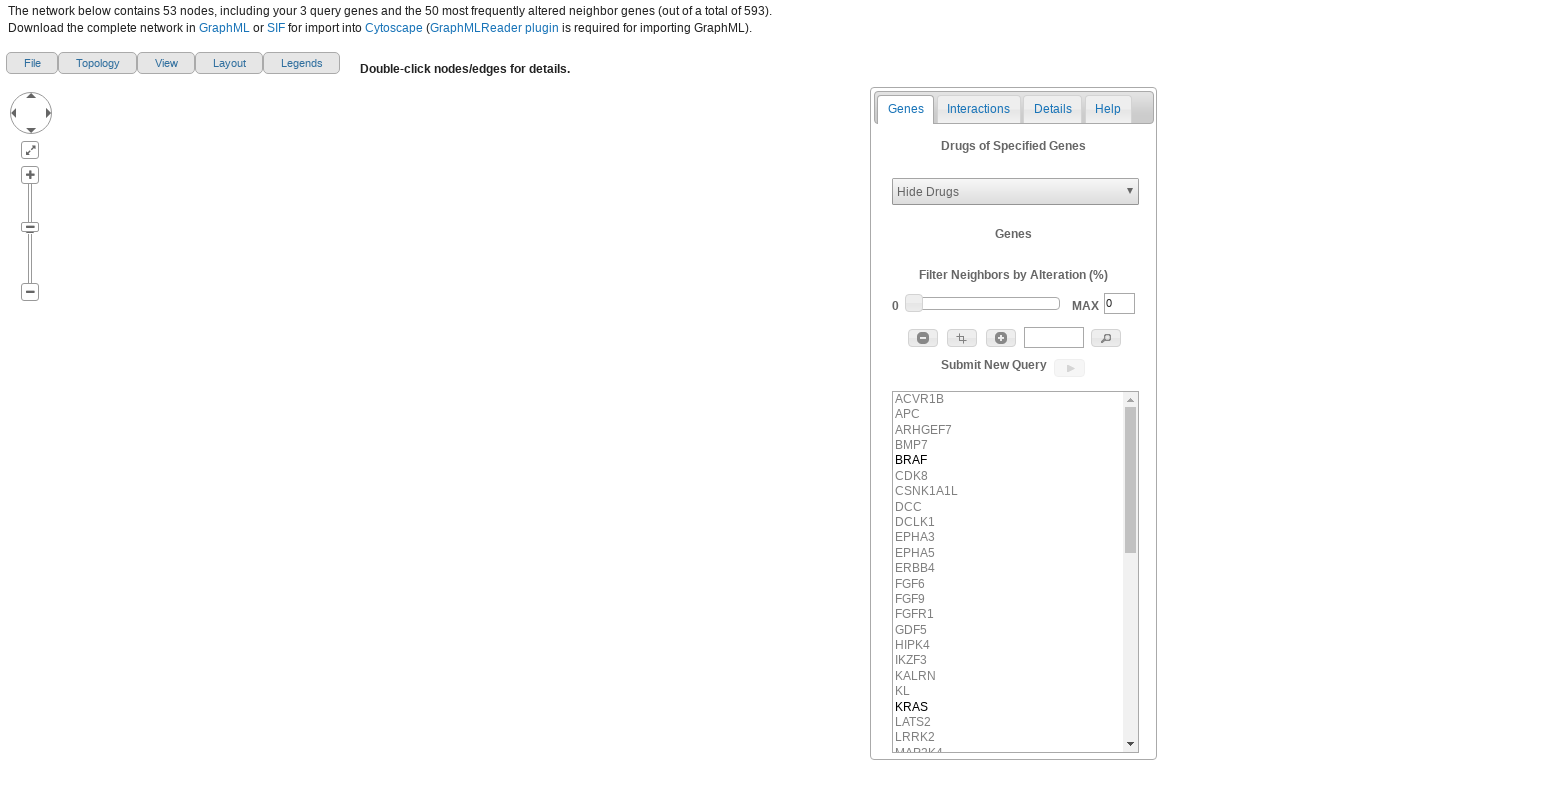 The network below contains 53 nodes, including your 3 query genes and the 50 most frequently altered neighbor genes (out of a total of 593).
Download the complete network in GraphML or SIF for import into Cytoscape (GraphMLReader plugin is required for importing GraphML).
File Topology View Layout Legends Double-click nodes/edges for details.
Genes Interactions Details Help
Drugs of Specified Genes
Hide Drugs
Genes
Filter Neighbors by Alteration (%)
0 MAX 0
Submit New Query
ACVR1B
APC
ARHGEF7
BMP7
BRAF
CDK8
CSNK1A1L
DCC
DCLK1
EPHA3
EPHA5
ERBB4
FGF6
FGF9
FGFR1
GDF5
HIPK4
IKZF3
KALRN
KL
KRAS
LATS2
LRRK2
MAP2K4